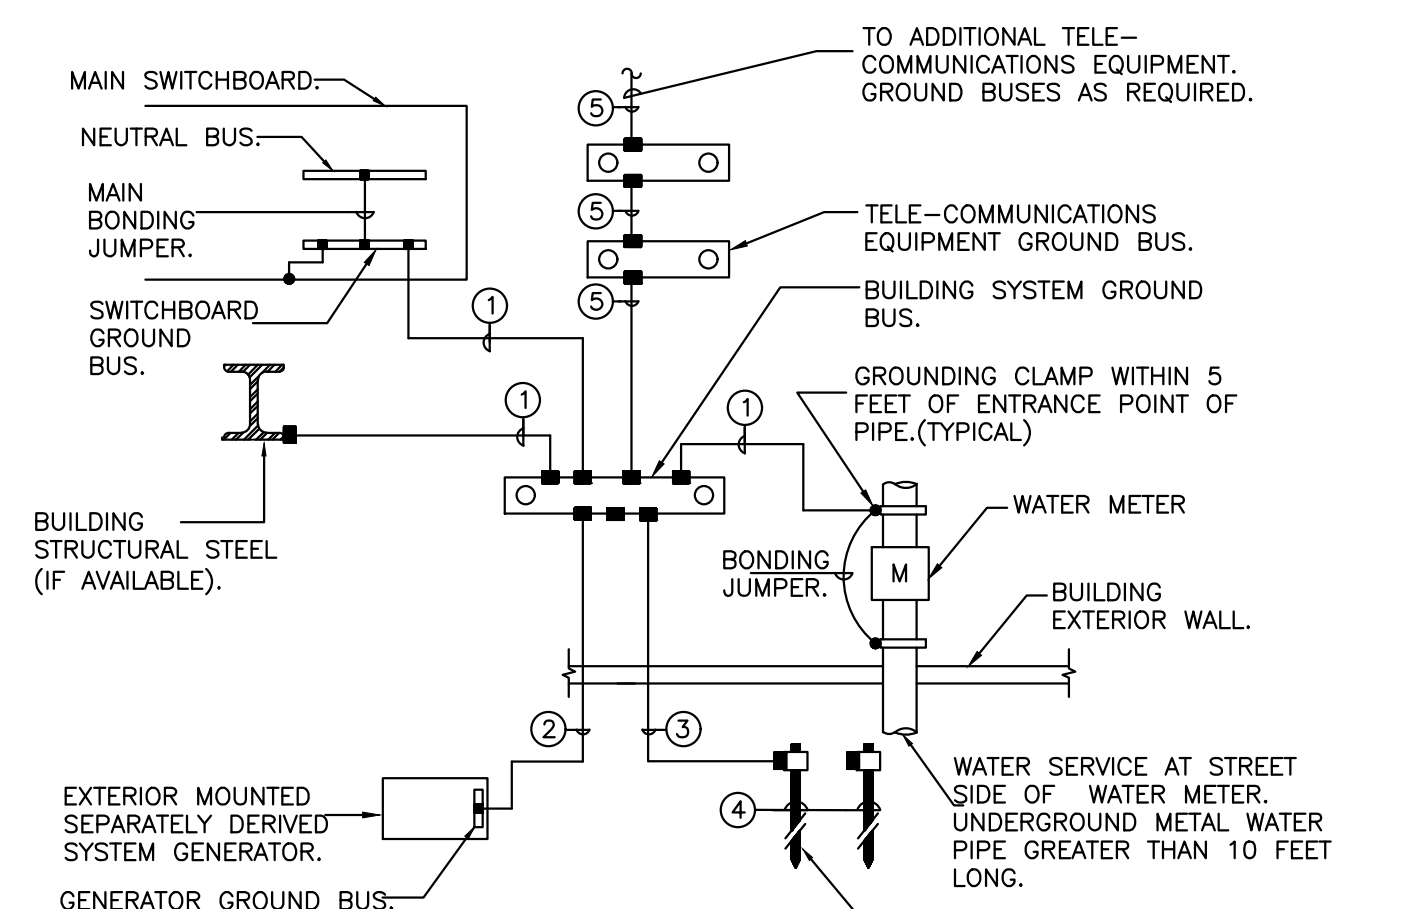 TO ADDITIONAL TELE-
COMMUNICATIONS EQUIPMENT.
GROUND BUSES AS REQUIRED.
MAIN SWITCHBOARD.
NEUTRAL BUS.
MAIN
BONDING
JUMPER.
SWITCHBOARD
GROUND
BUS.
5
5
5
TELE-COMMUNICATIONS
EQUIPMENT GROUND BUS.
BUILDING SYSTEM GROUND
BUS.
1
1
1
GROUNDING CLAMP WITHIN 5
FEET OF ENTRANCE POINT OF
PIPE.(TYPICAL)
BUILDING
STRUCTURAL STEEL
(IF AVAILABLE).
WATER METER
BONDING
JUMPER.
M
BUILDING
EXTERIOR WALL.
2
3
4
EXTERIOR MOUNTED
SEPARATELY DERIVED
SYSTEM GENERATOR.
GENERATOR GROUND BUS.
WATER SERVICE AT STREET
SIDE OF WATER METER.
UNDERGROUND METAL WATER
PIPE GREATER THAN 10 FEET
LONG.